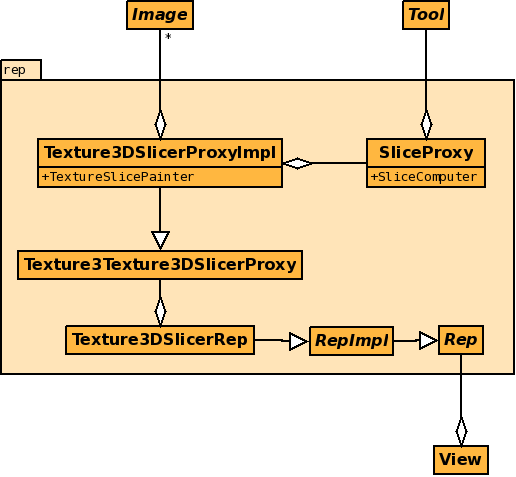 Image
Tool
*
rep
Texture3DSlicerProxyImpl
SliceProxy
+TextureSlicePainter
+SliceComputer
Texture3Texture3DSlicerProxy
Texture3DSlicerRep
RepImpl
Rep
View